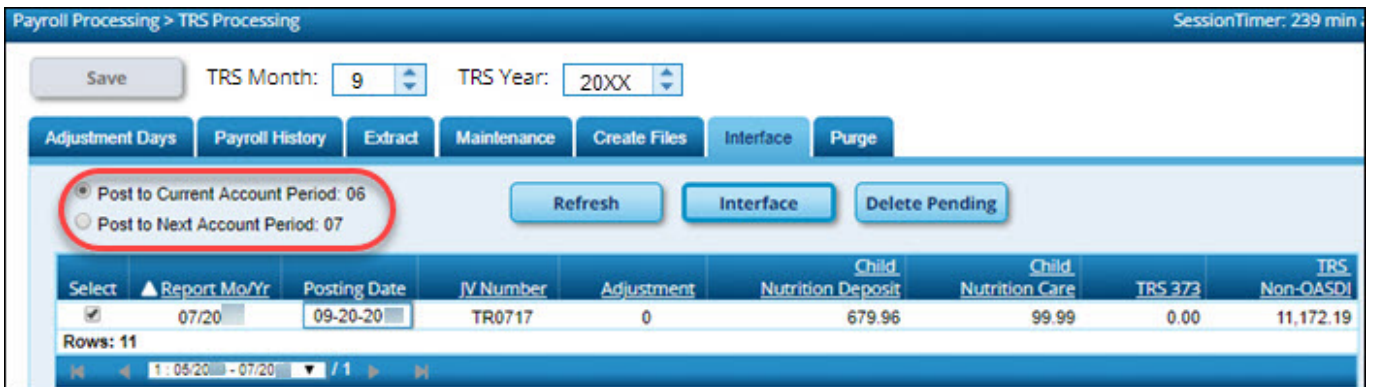 Payroll Processing > TRS Processing SessionTimer: 239 min
Save TRS Month: 9 TRS Year: 20XX
Adjustment Days Payroll History Extract Maintenance Create Files Interface Purge
Post to Current Account Period: 06
Post to Next Account Period: 07
Refresh Interface Delete Pending
Select Report Mo/Yr Posting Date JV Number Adjustment Child Nutrition Deposit Child Nutrition Care TRS 373 TRS Non-OASDI
07/20 09-20-20 TR0717 0 679.96 99.99 0.00 11,172.19
Rows: 11
1 : 05/20 - 07/20 / 1